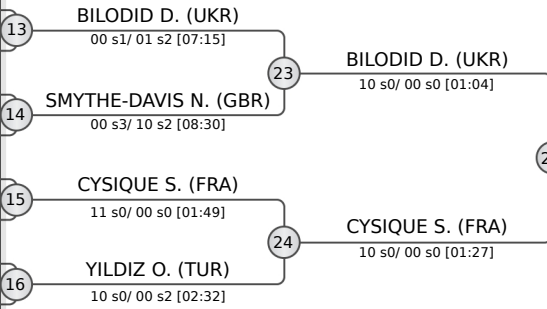 13
BILODID D. (UKR)
00 s1/ 01 s2 [07:15]
23
BILODID D. (UKR)
10 s0/ 00 s0 [01:04]
14
SMYTHE-DAVIS N. (GBR)
00 s3/ 10 s2 [08:30]
15
CYSIQUE S. (FRA)
11 s0/ 00 s0 [01:49]
24
CYSIQUE S. (FRA)
10 s0/ 00 s0 [01:27]
16
YILDIZ O. (TUR)
10 s0/ 00 s2 [02:32]